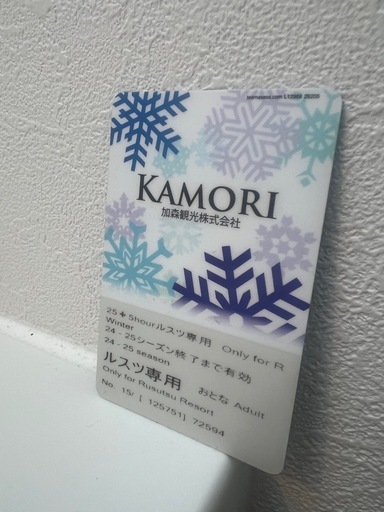 KAMORI
加森観光株式会社
25 5hourルスツ専用 Only for R
Winter
24-25シーズン終了まで有効
24-25 season
ルスツ専用 おとな Adult
Only for Rusutsu Resort
No. 15/ [ 125751] 72594